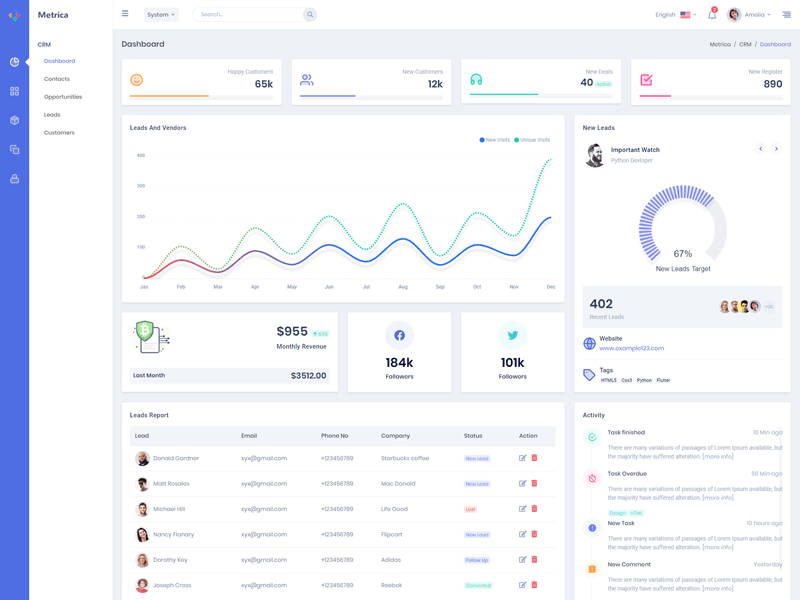 Metrica
System
Search...
English
2
Amelia
CRM
Dashboard
Contacts
Opportunities
Leads
Customers
Dashboard
Metrica / CRM / Dashboard
Happy Customers
65k
New Customers
12k
New Deals
40 Active
New Register
890
Leads And Vendors
New Visits Unique Visits
400
300
200
100
0
Jan Feb Mar Apr May Jun Jul Aug Sep Oct Nov Dec
New Leads
Important Watch
Python Devloper
67%
New Leads Target
402
Recent Leads
Website
www.example123.com
Tags
HTML5 Css3 Python Flutter
$955
Monthly Revenue
Last Month $3512.00
184k
Followers
101k
Followers
Leads Report
Lead Email Phone No Company Status Action
Donald Gardner xyx@gmail.com +123456789 Starbucks coffee New Lead
Matt Rosales xyx@gmail.com +123456789 Mac Donald New Lead
Michael Hill xyx@gmail.com +123456789 Life Good Lost
Nancy Flanary xyx@gmail.com +123456789 Flipcart New Lead
Dorothy Key xyx@gmail.com +123456789 Adidas Follow Up
Joseph Cross xyx@gmail.com +123456789 Reebok
Activity
Task finished 10 Min ago
There are many variations of passages of Lorem Ipsum available, but
the majority have suffered alteration. [more info]
Task Overdue 50 Min ago
There are many variations of passages of Lorem Ipsum available, but
the majority have suffered alteration. [more info]
Design HTML
New Task 10 hours ago
There are many variations of passages of Lorem Ipsum available, but
the majority have suffered alteration. [more info]
New Comment Yesterday
There are many variations of passages of Lorem Ipsum available, but
the majority have suffered alteration. [more info]